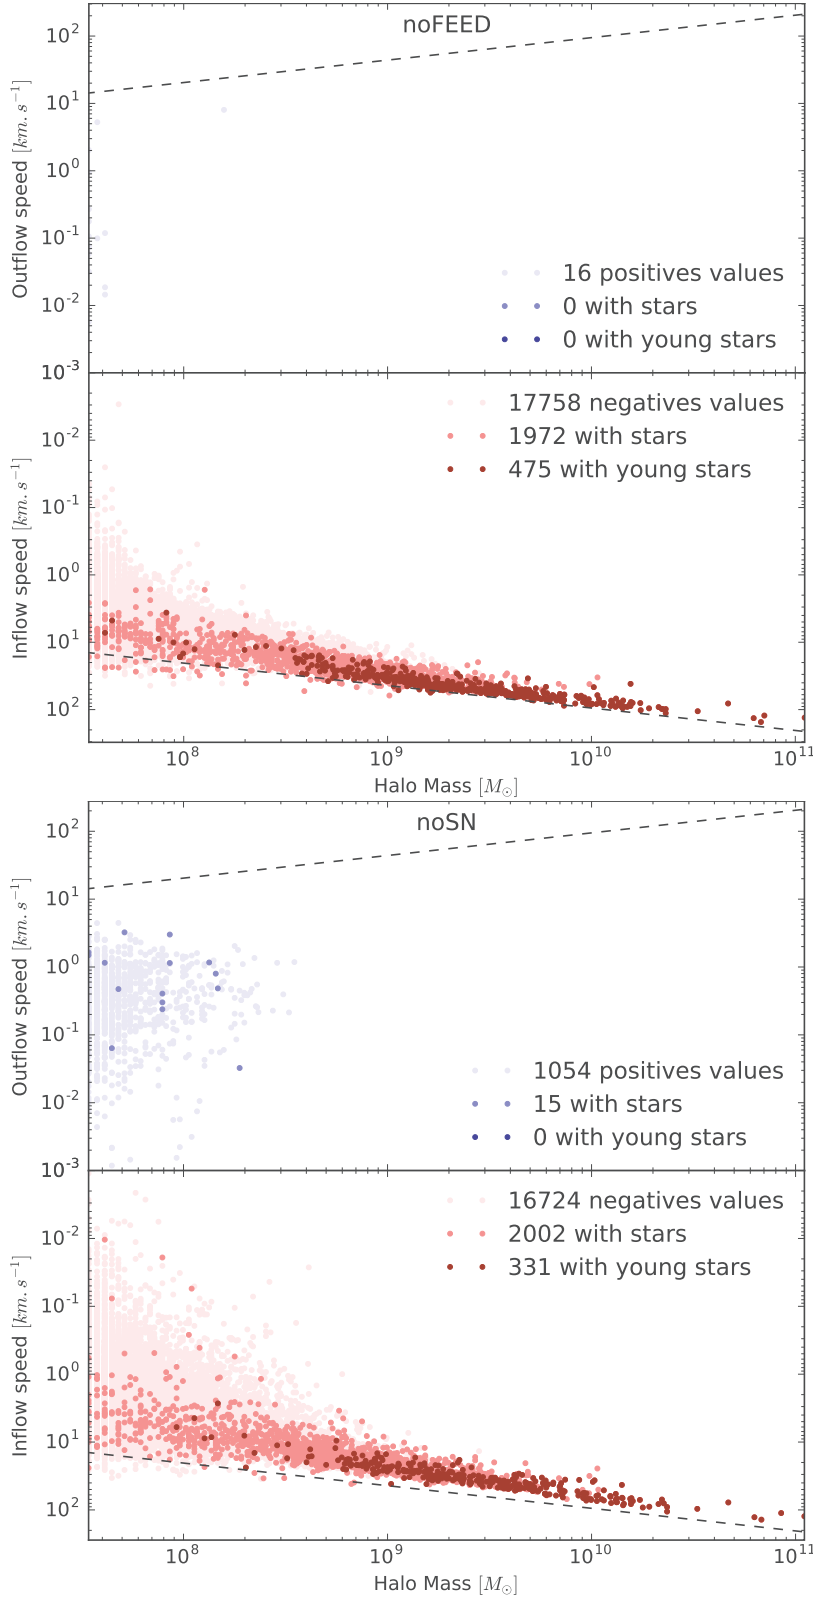 noFEED
10²
10¹
10⁰
10⁻¹
10⁻²
10⁻³
Outflow speed [km.s⁻¹]
16 positives values
0 with stars
0 with young stars
10⁻²
10⁻¹
10⁰
10¹
10²
Inflow speed [km.s⁻¹]
17758 negatives values
1972 with stars
475 with young stars
10⁸ 10⁹ 10¹⁰ 10¹¹
Halo Mass [M☉]
noSN
10²
10¹
10⁰
10⁻¹
10⁻²
10⁻³
Outflow speed [km.s⁻¹]
1054 positives values
15 with stars
0 with young stars
10⁻²
10⁻¹
10⁰
10¹
10²
Inflow speed [km.s⁻¹]
16724 negatives values
2002 with stars
331 with young stars
10⁸ 10⁹ 10¹⁰ 10¹¹
Halo Mass [M☉]